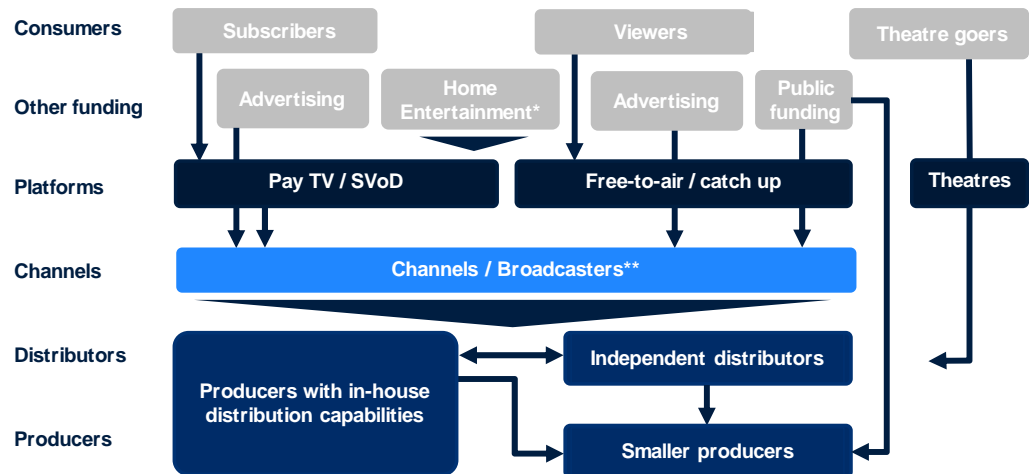 Consumers
Subscribers
Viewers
Theatre goers
Other funding
Advertising
Home
Entertainment*
Advertising
Public
funding
Platforms
Pay TV / SVoD
Free-to-air / catch up
Theatres
Channels
Channels / Broadcasters**
Distributors
Independent distributors
Producers with in-house
distribution capabilities
Producers
Smaller producers